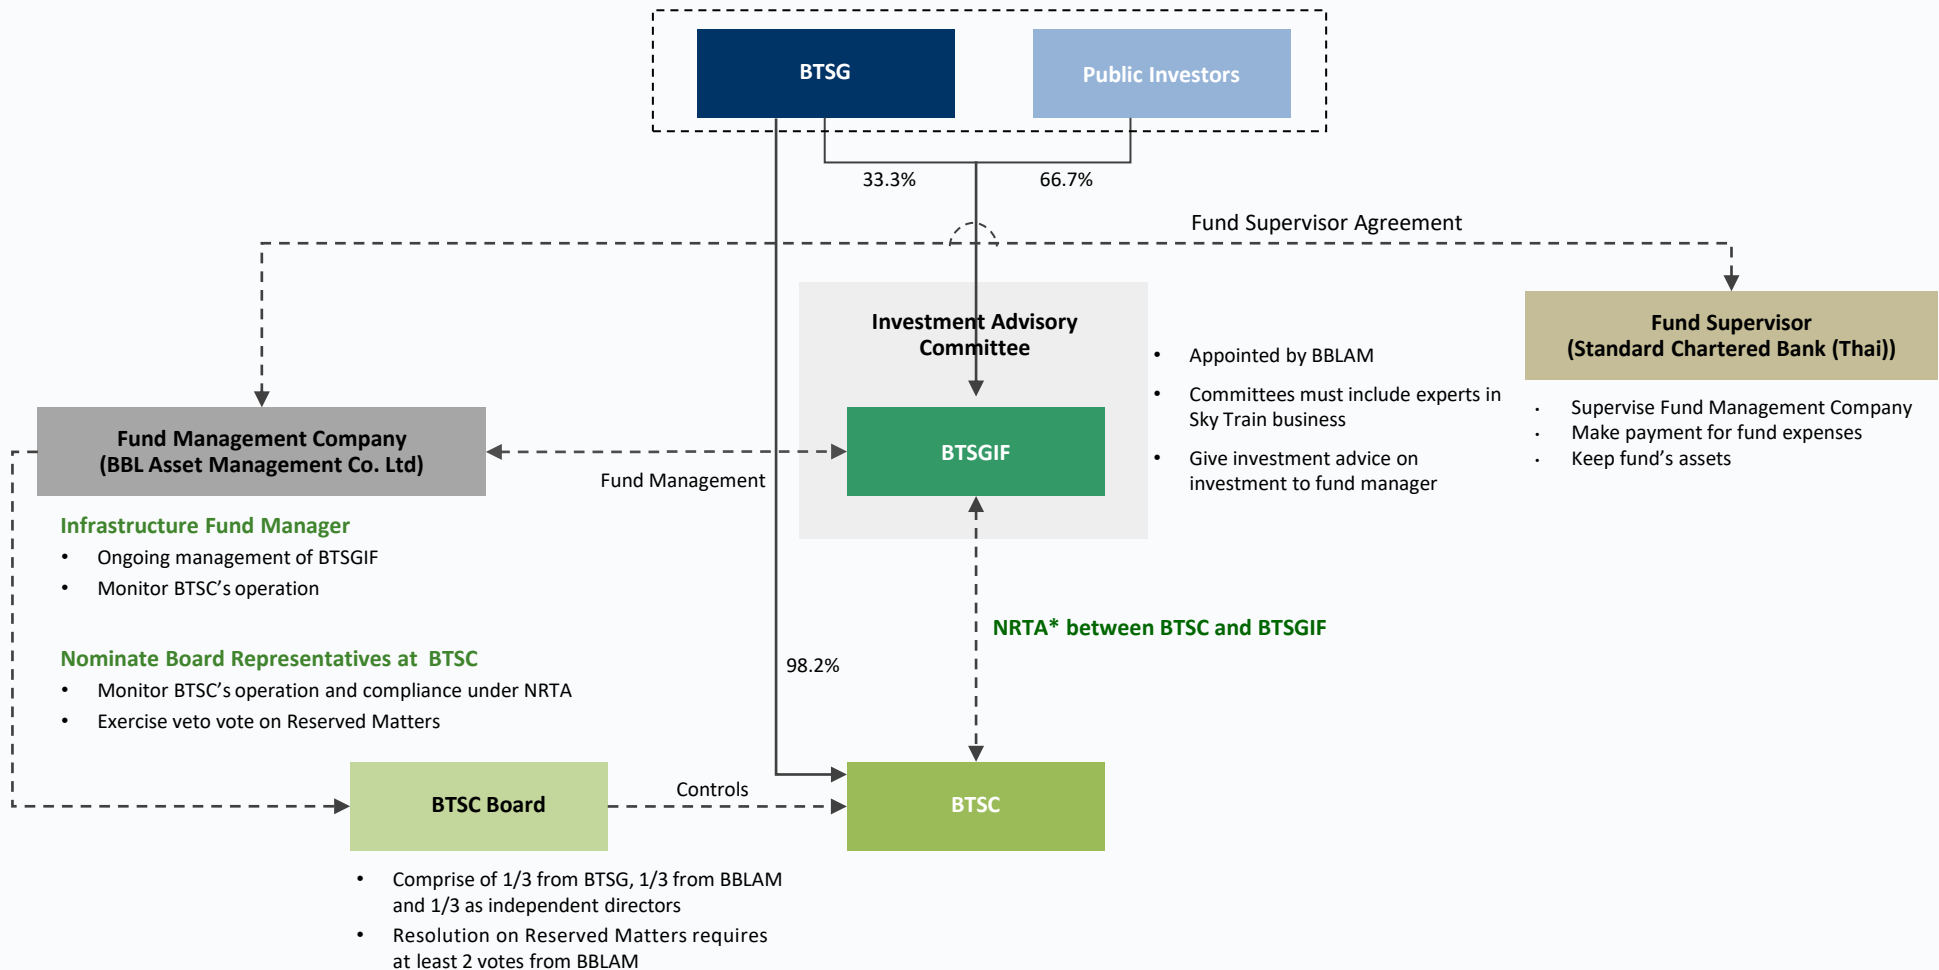 BTSG
Public Investors
33.3%
66.7%
Fund Supervisor Agreement
Investment Advisory
Committee
• Appointed by BBLAM
• Committees must include experts in
Sky Train business
• Give investment advice on
investment to fund manager
Fund Supervisor
(Standard Chartered Bank (Thai))
• Supervise Fund Management Company
• Make payment for fund expenses
• Keep fund's assets
Fund Management Company
(BBL Asset Management Co. Ltd)
Fund Management
BTSGIF
Infrastructure Fund Manager
• Ongoing management of BTSGIF
• Monitor BTSC's operation
NRTA* between BTSC and BTSGIF
Nominate Board Representatives at BTSC
• Monitor BTSC's operation and compliance under NRTA
• Exercise veto vote on Reserved Matters
98.2%
BTSC Board
Controls
BTSC
• Comprise of 1/3 from BTSG, 1/3 from BBLAM
and 1/3 as independent directors
• Resolution on Reserved Matters requires
at least 2 votes from BBLAM